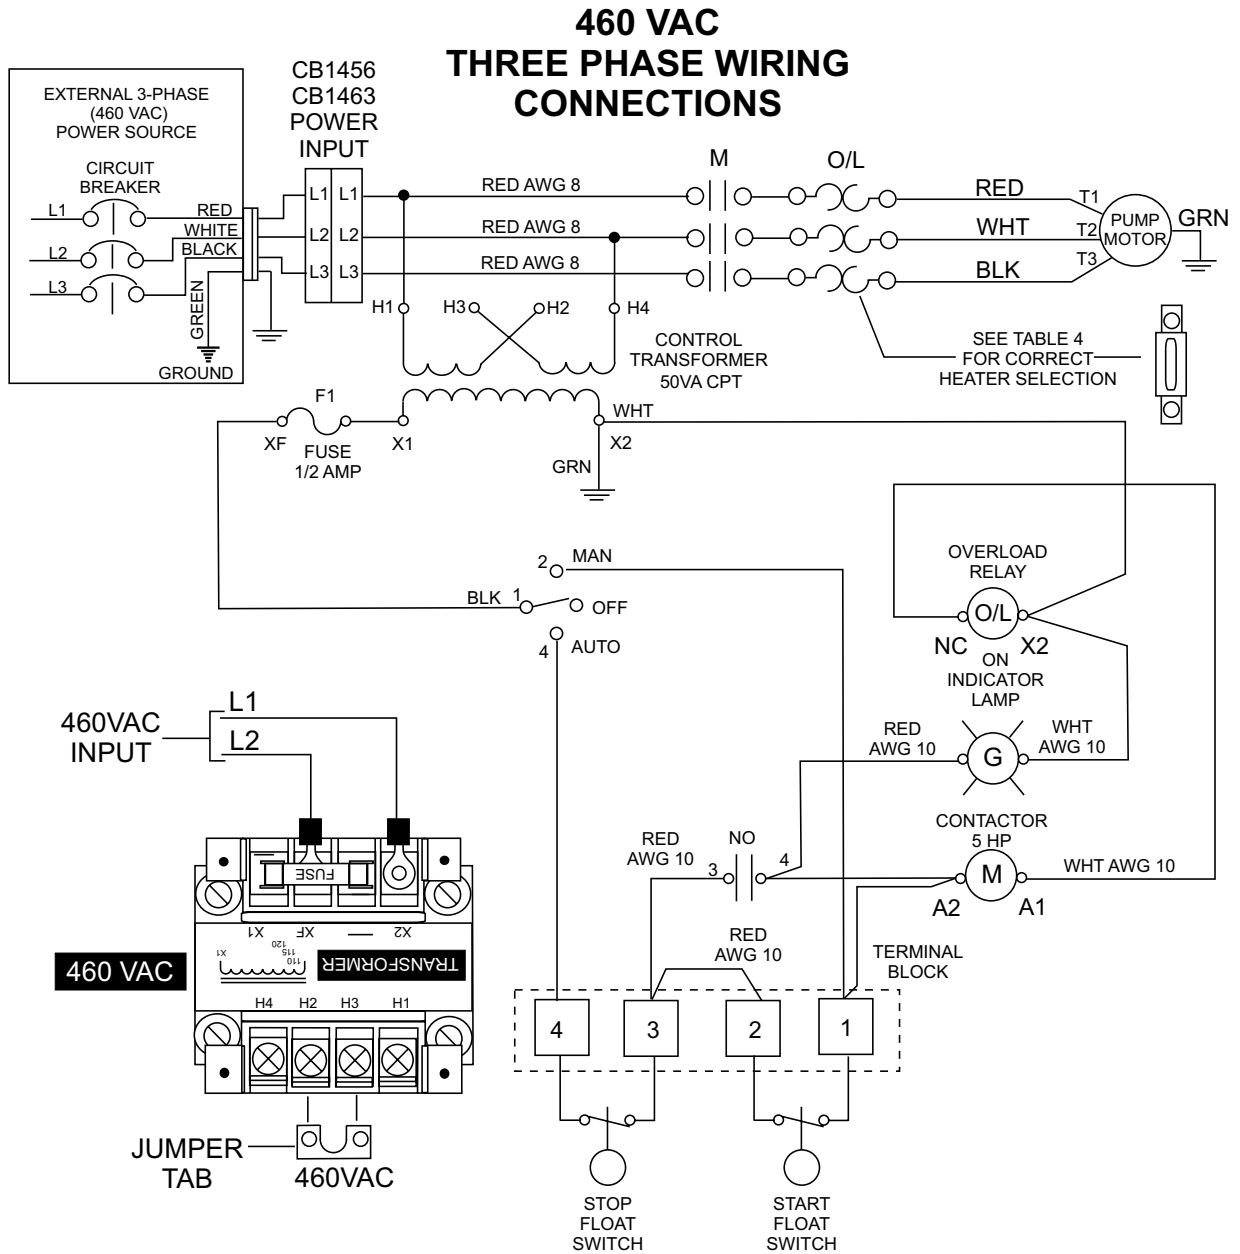 460 VAC
THREE PHASE WIRING
CONNECTIONS
EXTERNAL 3-PHASE
(460 VAC)
POWER SOURCE
CIRCUIT
BREAKER
L1
L2
L3
RED
WHITE
BLACK
GREEN
GROUND
CB1456
CB1463
POWER
INPUT
L1 L1
L2 L2
L3 L3
RED AWG 8
RED AWG 8
RED AWG 8
M
O/L
RED
WHT
BLK
T1
T2
T3
PUMP
MOTOR
GRN
H1
H3
H2
H4
CONTROL
TRANSFORMER
50VA CPT
SEE TABLE 4
FOR CORRECT
HEATER SELECTION
F1
XF
X1
FUSE
1/2 AMP
WHT
X2
GRN
2
MAN
BLK
1
OFF
4
AUTO
OVERLOAD
RELAY
O/L
NC
X2
ON
INDICATOR
LAMP
RED
AWG 10
G
WHT
AWG 10
CONTACTOR
5 HP
M
A2
A1
WHT AWG 10
RED
AWG 10
NO
3
4
RED
AWG 10
TERMINAL
BLOCK
4
3
2
1
STOP
FLOAT
SWITCH
START
FLOAT
SWITCH
460VAC
INPUT
L1
L2
FUSE
X1
XF
X2
X1
120
115
110
TRANSFORMER
460 VAC
H4
H2
H3
H1
JUMPER
TAB
460VAC